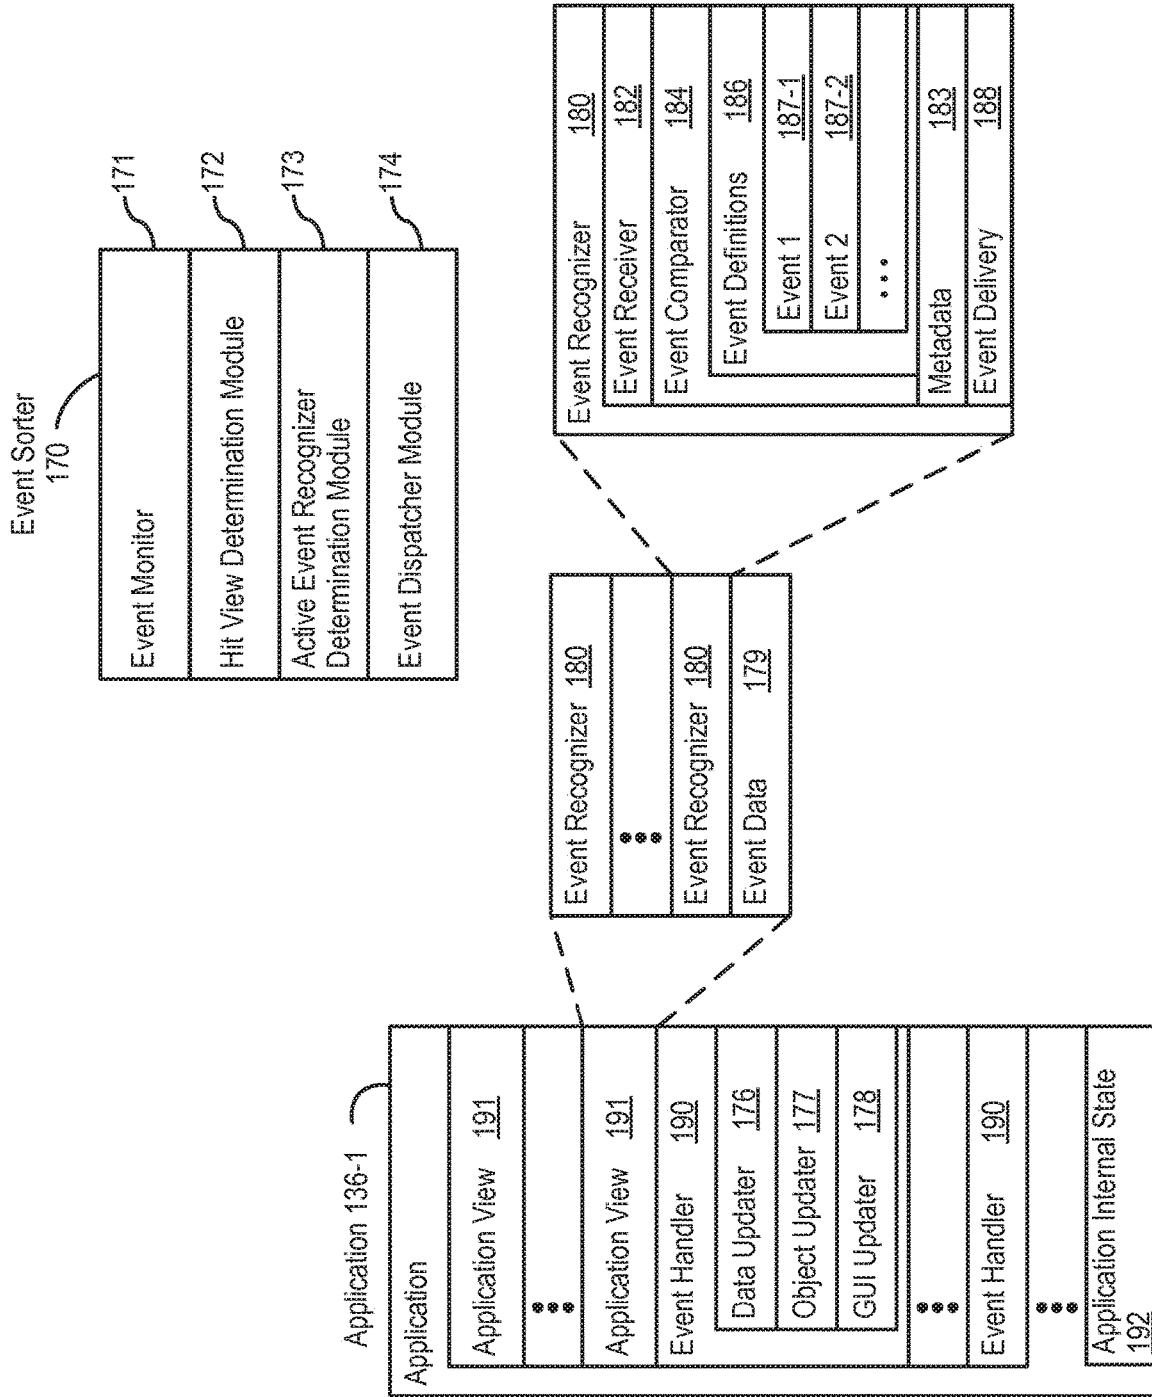 Event Sorter
170
Event Monitor
171
Hit View Determination Module
172
Active Event Recognizer
Determination Module
173
Event Dispatcher Module
174
Application 136-1
Application
Application View 191
•••
Application View 191
Event Handler 190
Data Updater 176
Object Updater 177
GUI Updater 178
•••
Event Handler 190
•••
Application Internal State
192
Event Recognizer 180
•••
Event Recognizer 180
Event Data 179
Event Recognizer 180
Event Receiver 182
Event Comparator 184
Event Definitions 186
Event 1 187-1
Event 2 187-2
•••
Metadata 183
Event Delivery 188